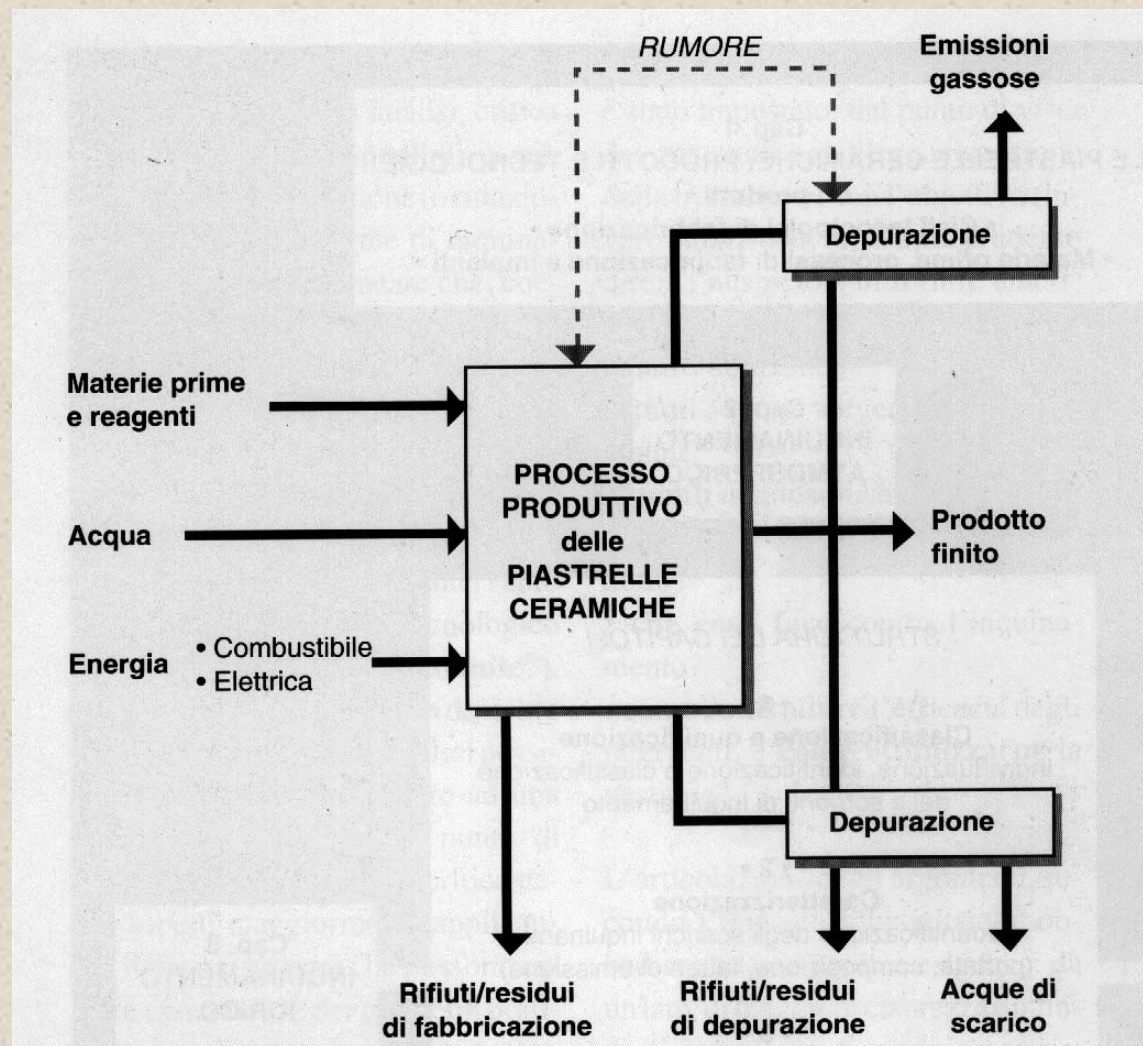 RUMORE
Emissioni
gassose
Depurazione
Materie prime
e reagenti
PROCESSO
PRODUTTIVO
delle
PIASTRELLE
CERAMICHE
Acqua
Prodotto
finito
Energia
• Combustibile
• Elettrica
Depurazione
Rifiuti/residui
di fabbricazione
Rifiuti/residui
di depurazione
Acque di
scarico